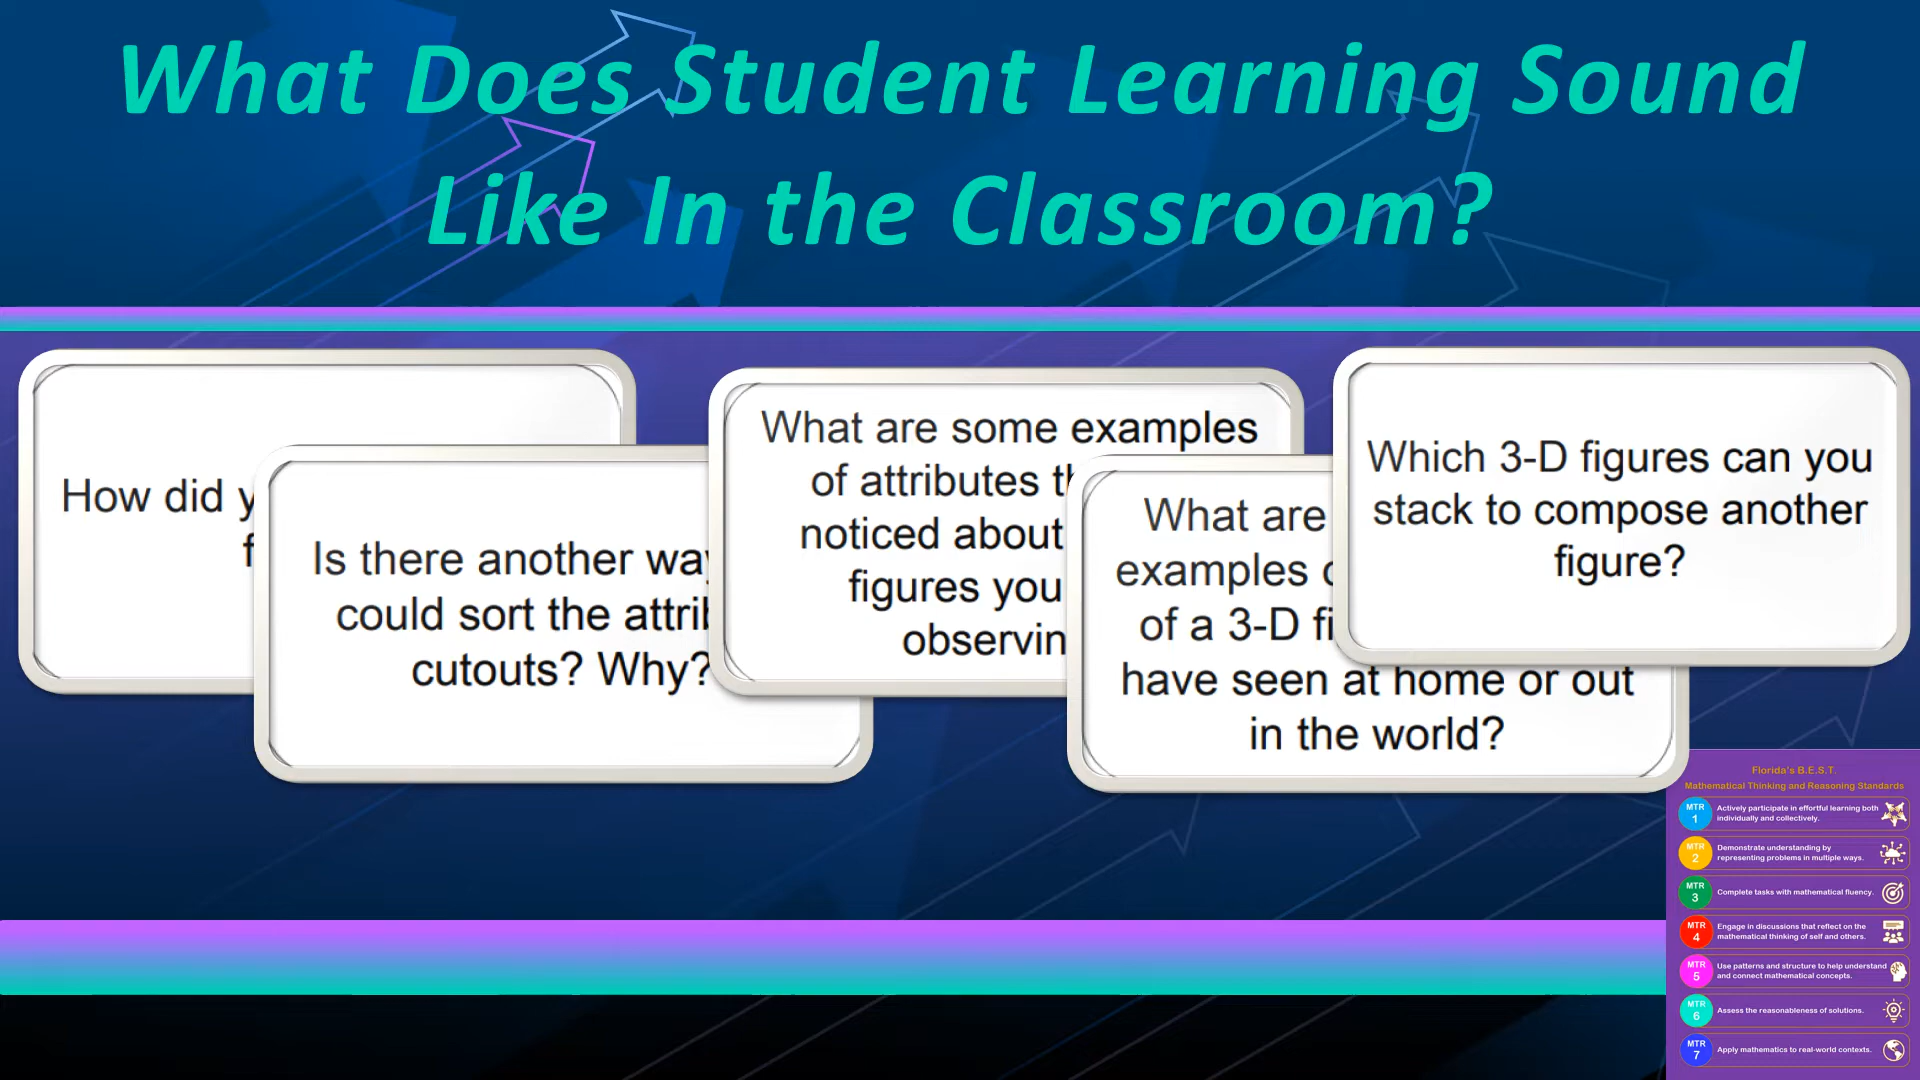 What Does Student Learning Sound
Like In the Classroom?
How did
Is there another
could sort the
cutouts? Why?
What are some examples
of attributes
noticed about
figures you
What are
examples
of a 3-D
have seen at home or out
in the world?
Which 3-D figures can you
stack to compose another
figure?
Florida's B.E.S.T.
Mathematical Thinking and Reasoning Standards
MTR
1
Actively participate in effortful learning both
individually and collectively.
MTR
2
Demonstrate understanding by
representing problems in multiple ways.
MTR
3
Complete tasks with mathematical fluency.
MTR
4
Engage in discussions that reflect on the
mathematical thinking of self and others.
MTR
5
Use patterns and structure to help understand
and connect mathematical concepts.
MTR
6
Assess the reasonableness of solutions.
MTR
7
Apply mathematics to real-world contexts.